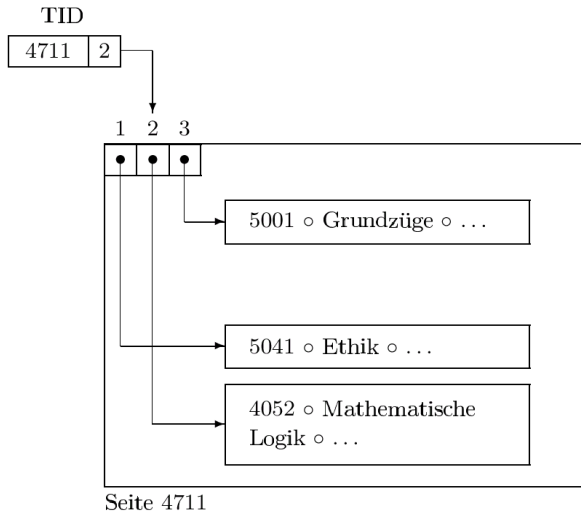 TID
4711 2
1 2 3
5001 ∘ Grundzüge ∘ ...
5041 ∘ Ethik ∘ ...
4052 ∘ Mathematische
Logik ∘ ...
Seite 4711